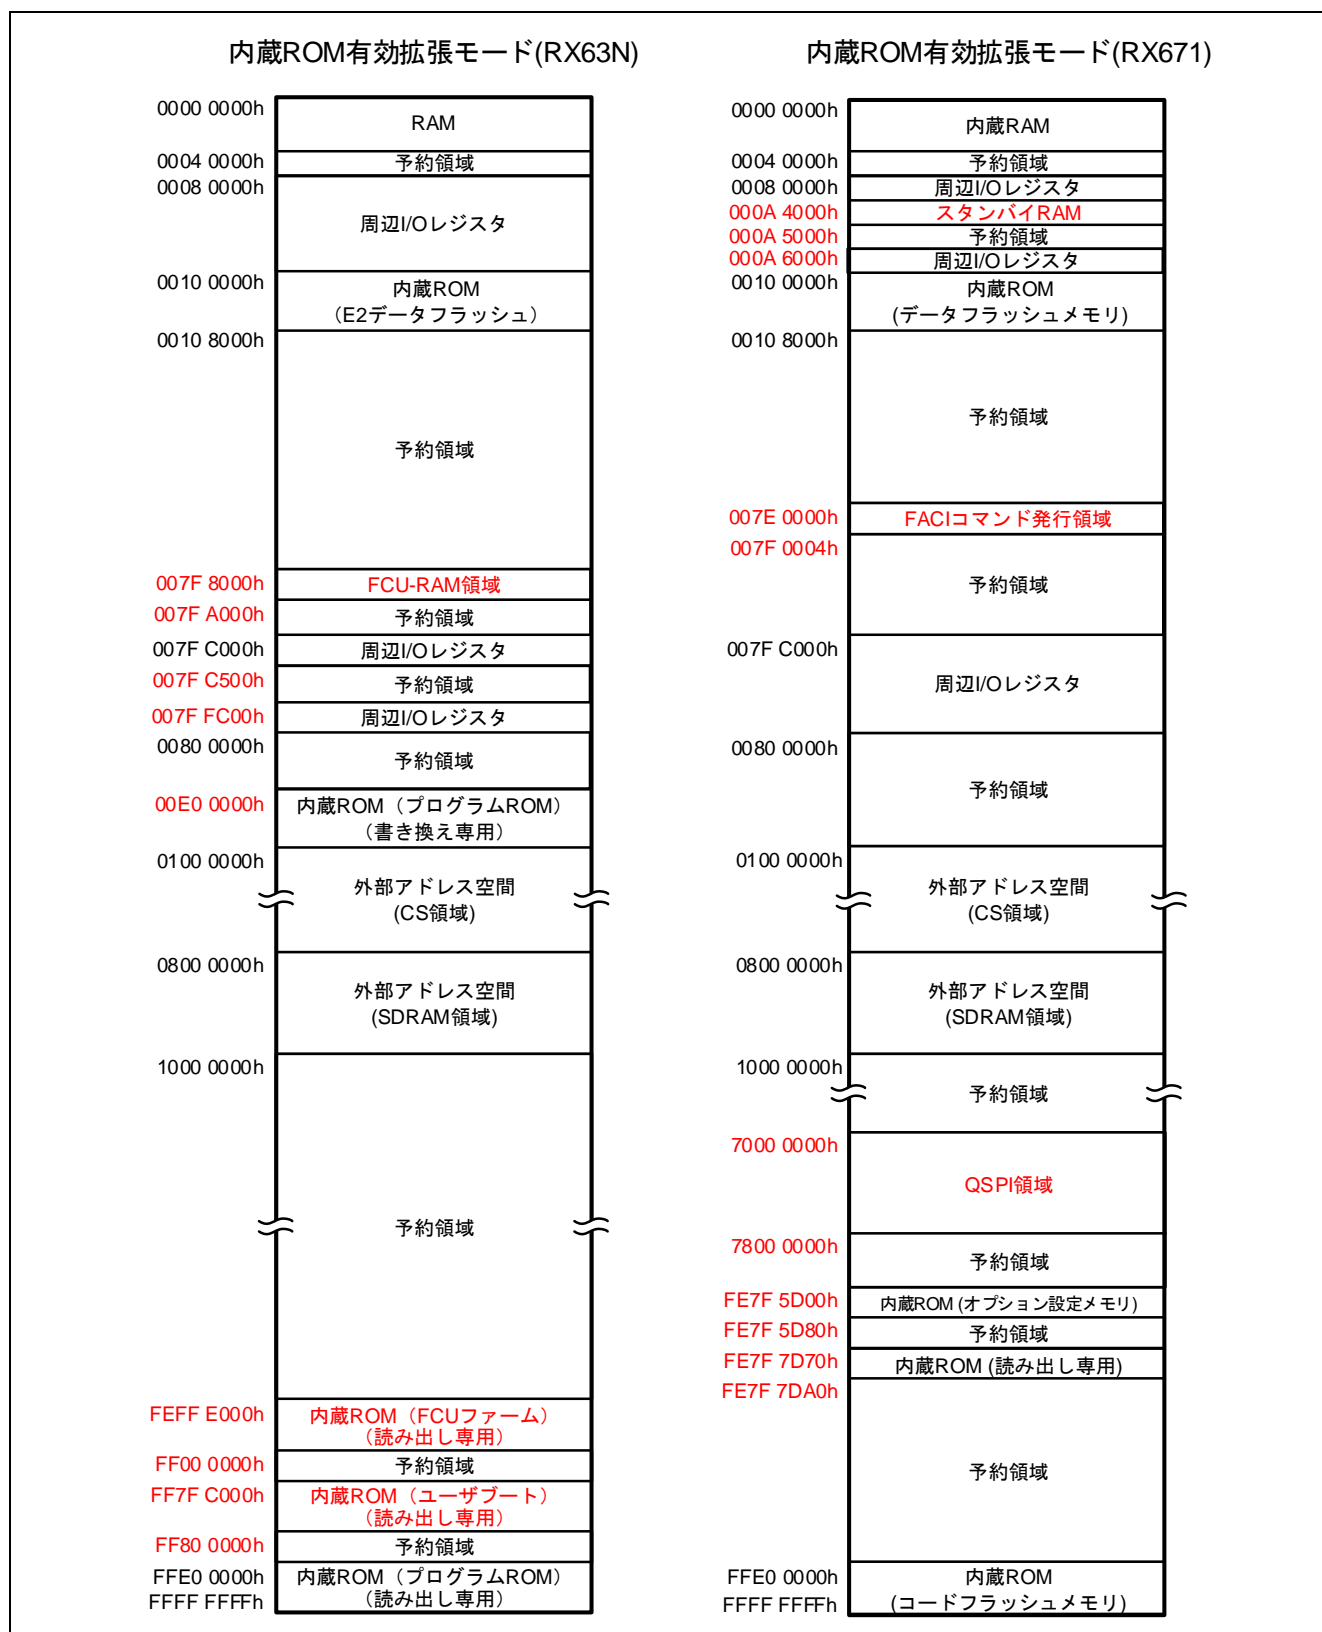 内蔵ROM有効拡張モード(RX63N)
0000 0000h
RAM
0004 0000h
予約領域
0008 0000h
周辺I/Oレジスタ
0010 0000h
内蔵ROM
（E2データフラッシュ）
0010 8000h
予約領域
007F 8000h
FCU-RAM領域
007F A000h
予約領域
007F C000h
周辺I/Oレジスタ
007F C500h
予約領域
007F FC00h
周辺I/Oレジスタ
0080 0000h
予約領域
00E0 0000h
内蔵ROM（プログラムROM）
（書き換え専用）
0100 0000h
外部アドレス空間
(CS領域)
0800 0000h
外部アドレス空間
(SDRAM領域)
1000 0000h
予約領域
FEFF E000h
内蔵ROM（FCUファーム）
（読み出し専用）
FF00 0000h
予約領域
FF7F C000h
内蔵ROM（ユーザブート）
（読み出し専用）
FF80 0000h
予約領域
FFE0 0000h
内蔵ROM（プログラムROM）
（読み出し専用）
FFFF FFFFh
内蔵ROM有効拡張モード(RX671)
0000 0000h
内蔵RAM
0004 0000h
予約領域
0008 0000h
周辺I/Oレジスタ
000A 4000h
スタンバイRAM
000A 5000h
予約領域
000A 6000h
周辺I/Oレジスタ
0010 0000h
内蔵ROM
(データフラッシュメモリ)
0010 8000h
予約領域
007E 0000h
FACIコマンド発行領域
007F 0004h
予約領域
007F C000h
周辺I/Oレジスタ
0080 0000h
予約領域
0100 0000h
外部アドレス空間
(CS領域)
0800 0000h
外部アドレス空間
(SDRAM領域)
1000 0000h
予約領域
7000 0000h
QSPI領域
7800 0000h
予約領域
FE7F 5D00h
内蔵ROM (オプション設定メモリ)
FE7F 5D80h
予約領域
FE7F 7D70h
内蔵ROM (読み出し専用)
FE7F 7DA0h
予約領域
FFE0 0000h
内蔵ROM
(コードフラッシュメモリ)
FFFF FFFFh